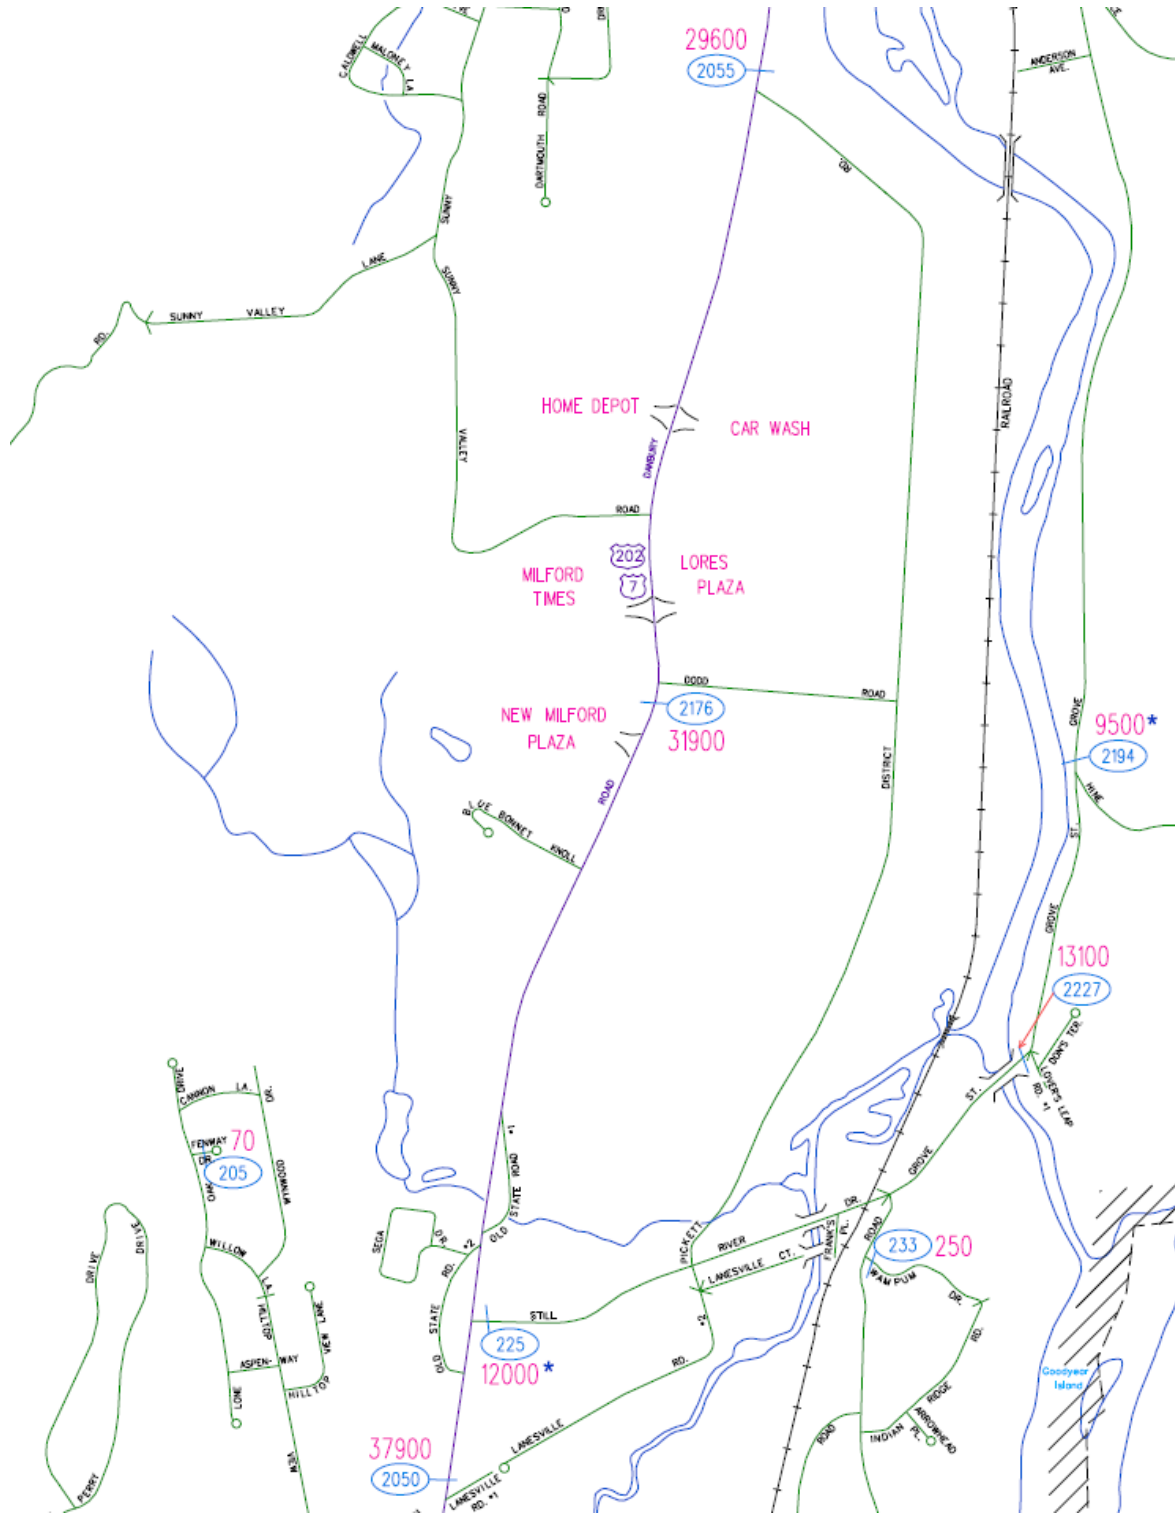 29600
2055
CALDWELL
MALONEY
LA
DARTMOUTH ROAD
ANDERSON
AVE.
RD.
SUNNY
LANE
SUNNY
SUNNY VALLEY
RD.
RAILROAD
HOME DEPOT
CAR WASH
DANBURY
VALLEY
ROAD
202
7
MILFORD
TIMES
LORES
PLAZA
DODD ROAD
2176
31900
NEW MILFORD
PLAZA
GROVE
9500*
2194
DISTRICT
ROAD
HINE
ST.
BLUE BONNET KNOLL
GROVE
13100
2227
DON'S TER.
LOVER'S LEAP
RD. #1
ST.
GROVE
DRIVE
CANNON LA.
DR.
FENWAY
DR.
70
205
OAK
WYNWOOD
OLD STATE ROAD #1
WILLOW
LA.
SEGA
DR.
#2
OLD STATE RD.
PICKETT
RIVER DR.
FRANK'S
PL.
LANESVILLE CT.
ROAD
233
250
WAMPUM
DR.
DRIVE
DRIVE
HILLTOP
VIEW LANE
STILL
225
12000*
#2
RD.
RD.
ASPEN-WAY
HILLTOP
LONE
Goodyear
Island
RIDGE
ARROWHEAD
PL.
INDIAN
ROAD
LANESVILLE
37900
2050
LANESVILLE
RD. #1
VIEW
PERRY